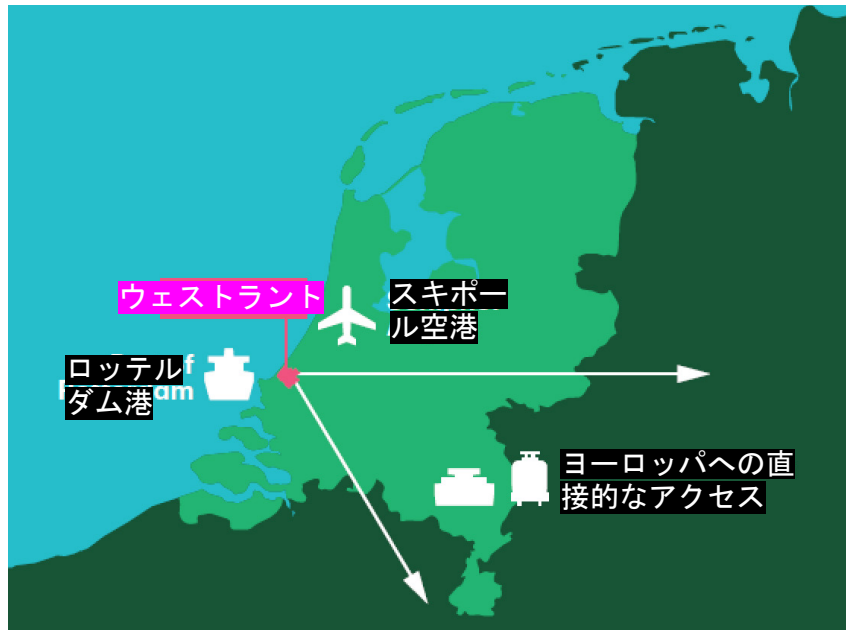 ウェストラント
スキポー
ル空港
ロッテル
ダム港
ヨーロッパへの直
接的なアクセス